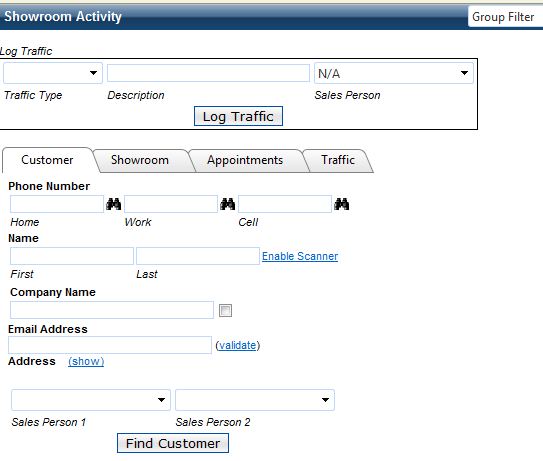 Showroom Activity Group Filter
Log Traffic
N/A
Traffic Type Description Sales Person
Log Traffic
Customer Showroom Appointments Traffic
Phone Number
Home Work Cell
Name
Enable Scanner
First Last
Company Name
Email Address
(validate)
Address (show)
Sales Person 1 Sales Person 2
Find Customer